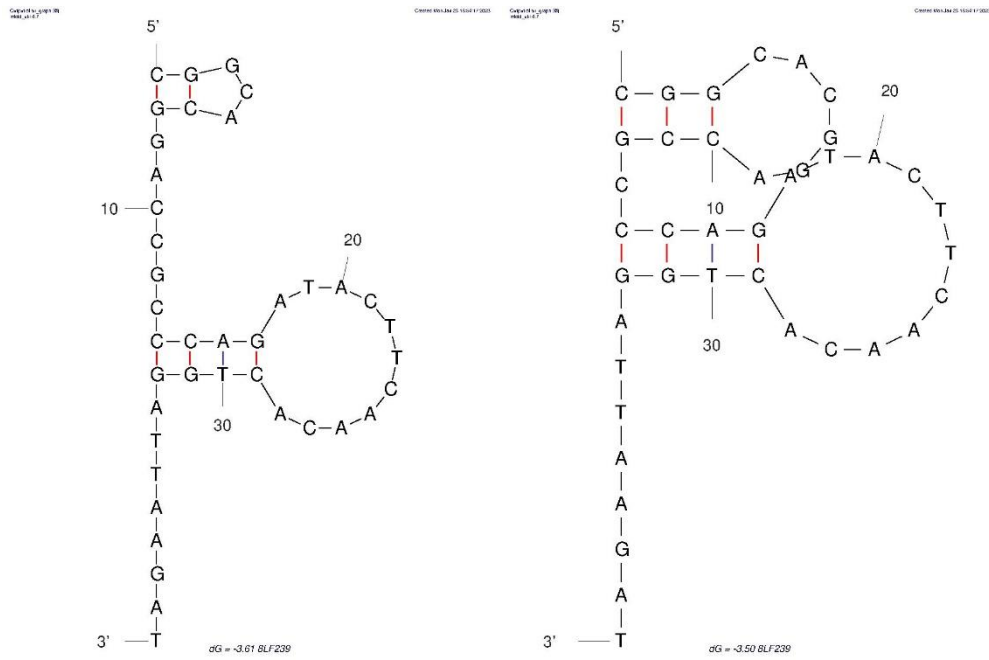 5'
C G G
C
G C A
G
A
10 C
C
20
G
A T A C
C
T
C C A G
T
G G T C
C
A A A
C A
30
T
T
A
A
G
A
3' T
dG = -3.61 8LF239
5'
C A
C G G C
20
G C C G
T A
A A G C
C
10 T
C C A G
T
G G T C
C
A A A
C A
30
T
T
A
A
G
A
3' T
dG = -3.50 8LF239